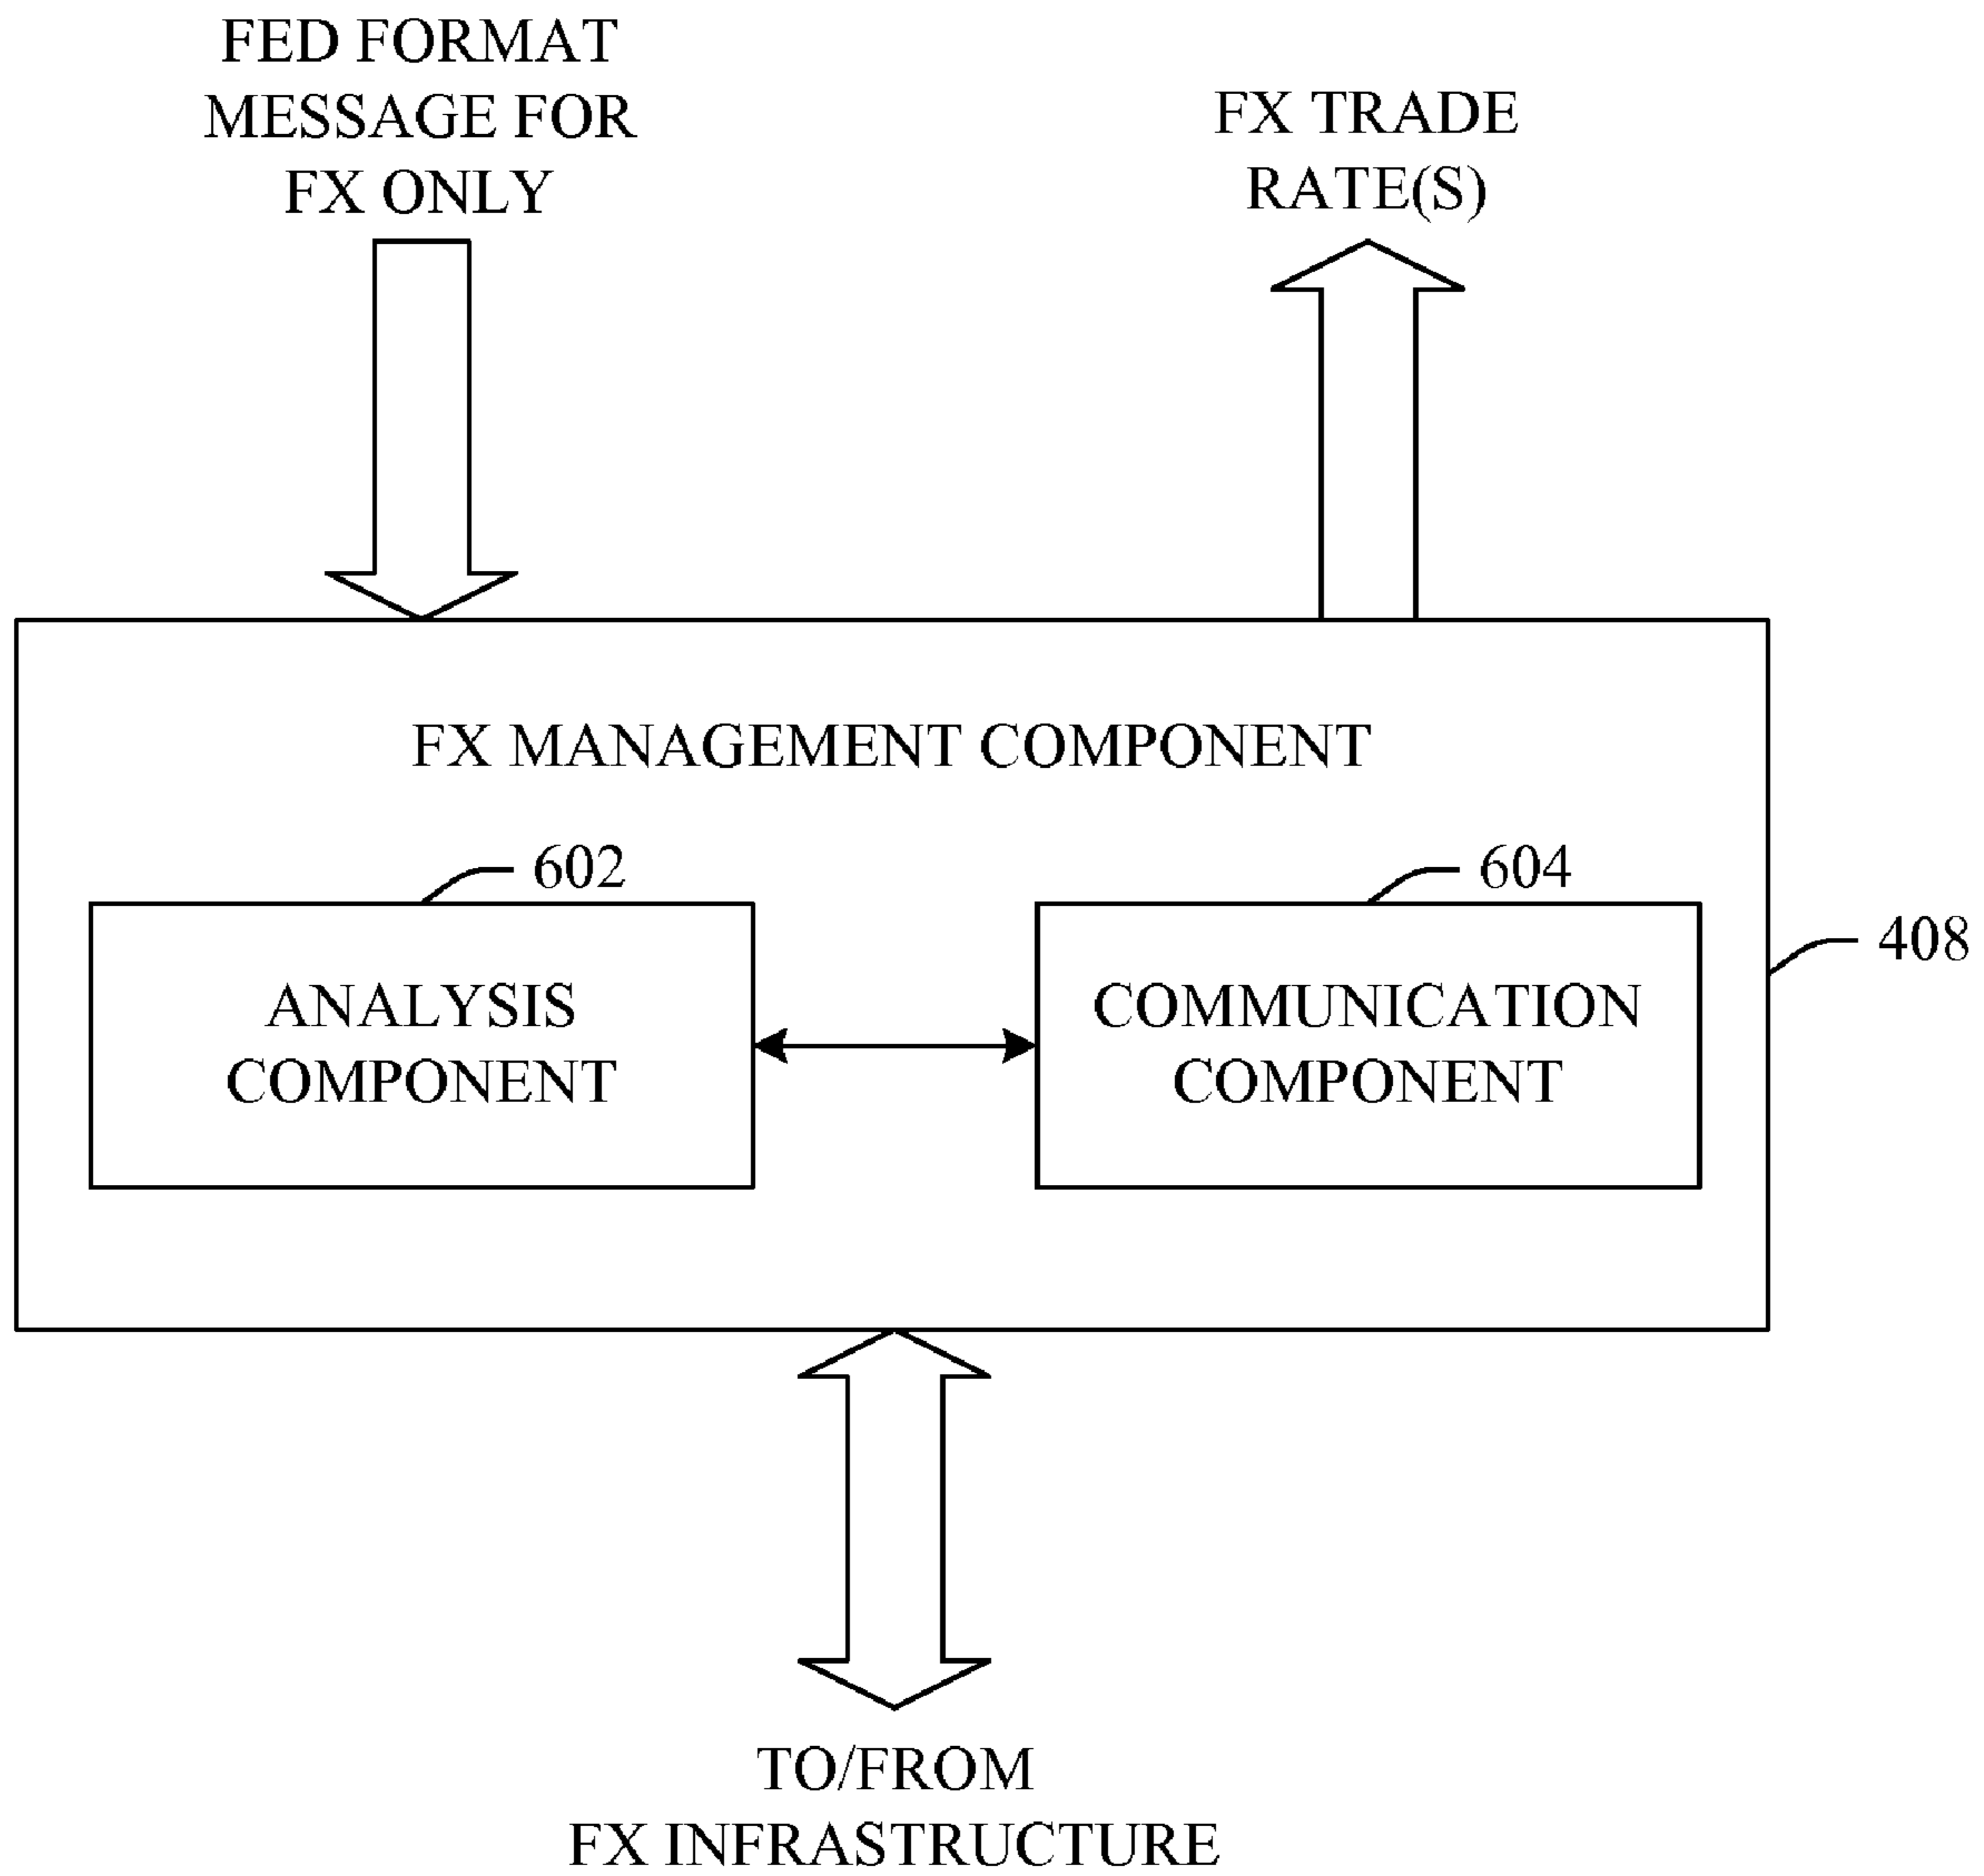 FED FORMAT
MESSAGE FOR
FX ONLY
FX TRADE
RATE(S)
FX MANAGEMENT COMPONENT
602
604
408
ANALYSIS
COMPONENT
COMMUNICATION
COMPONENT
TO/FROM
FX INFRASTRUCTURE